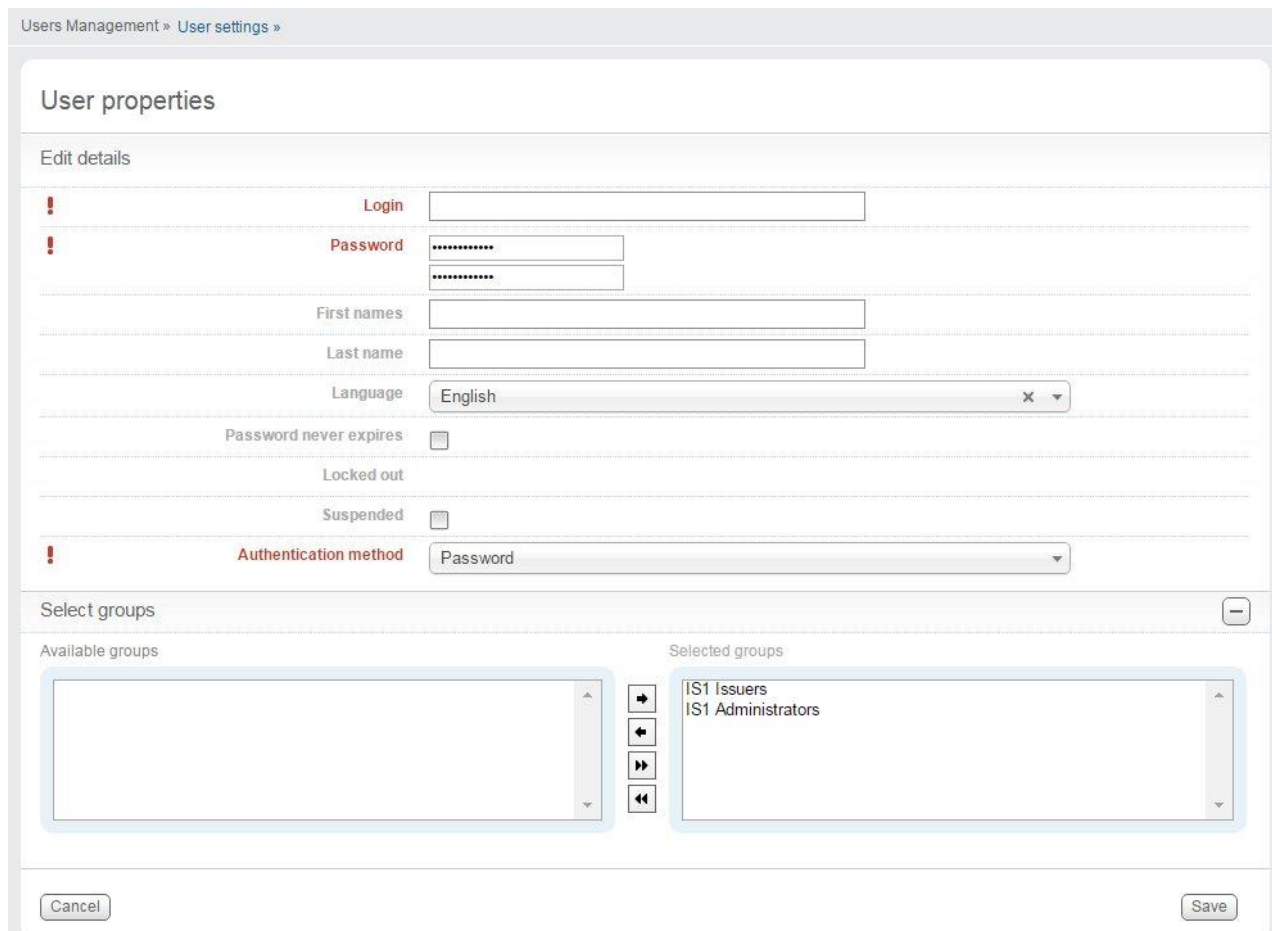 Users Management » User settings »
User properties
Edit details
! Login
! Password
••••••••••••
••••••••••••
First names
Last name
Language English
Password never expires
Locked out
Suspended
! Authentication method Password
Select groups
Available groups Selected groups
IS1 Issuers
IS1 Administrators
Cancel Save